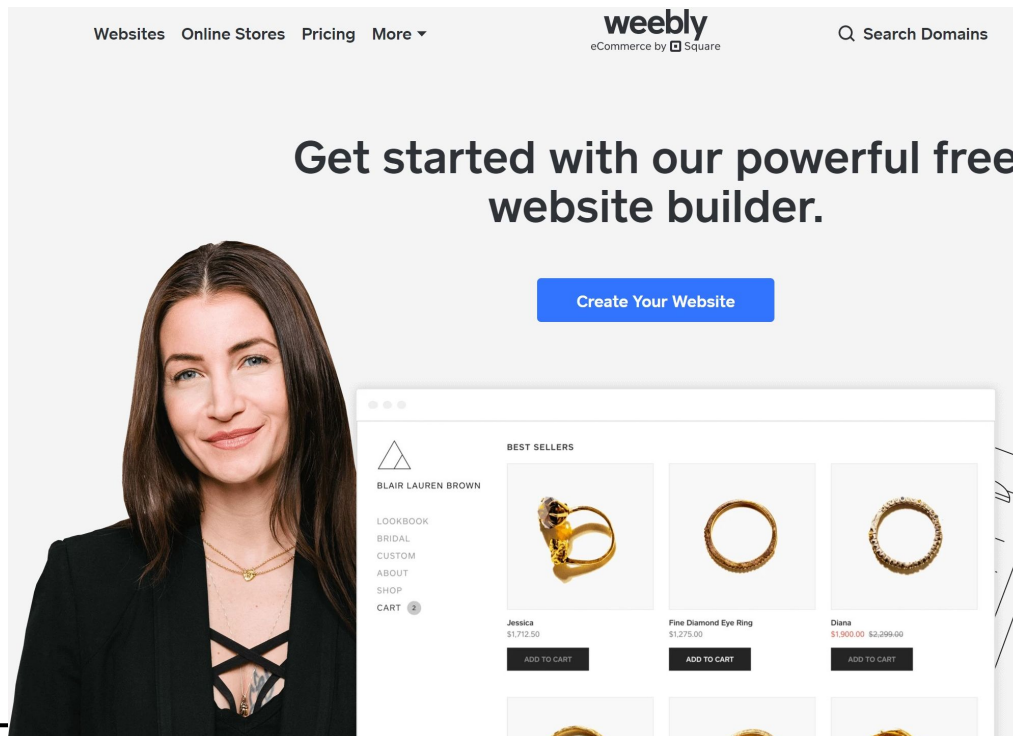 Websites Online Stores Pricing More
weebly
eCommerce by Square
Search Domains
Get started with our powerful free
website builder.
Create Your Website
BLAIR LAUREN BROWN
LOOKBOOK
BRIDAL
CUSTOM
ABOUT
SHOP
CART 2
BEST SELLERS
Jessica
$1,712.50
ADD TO CART
Fine Diamond Eye Ring
$1,275.00
ADD TO CART
Diana
$1,900.00 $2,299.00
ADD TO CART